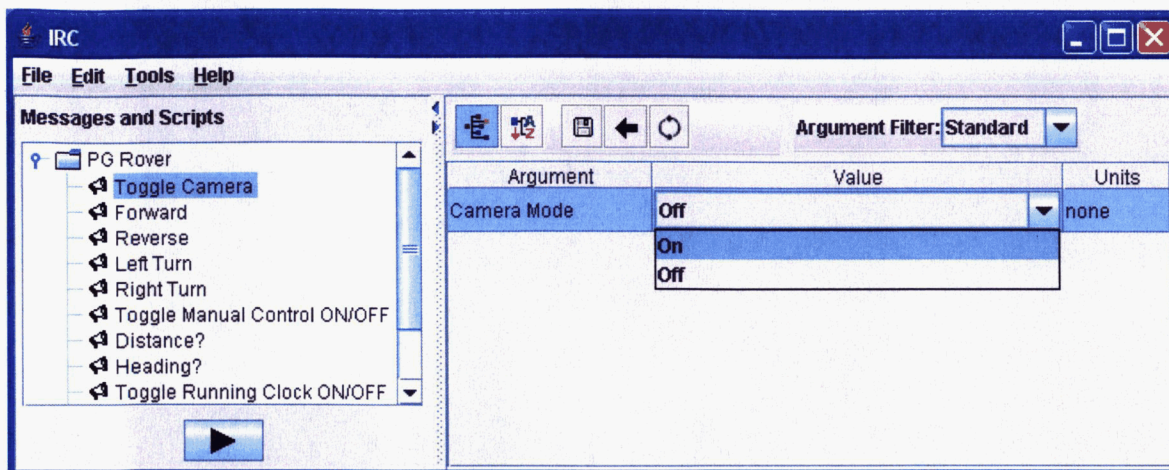 IRC
File Edit Tools Help
Messages and Scripts
PG Rover
Toggle Camera
Forward
Reverse
Left Turn
Right Turn
Toggle Manual Control ON/OFF
Distance?
Heading?
Toggle Running Clock ON/OFF
A
Z
Argument Filter: Standard
Argument Value Units
Camera Mode Off none
On
Off